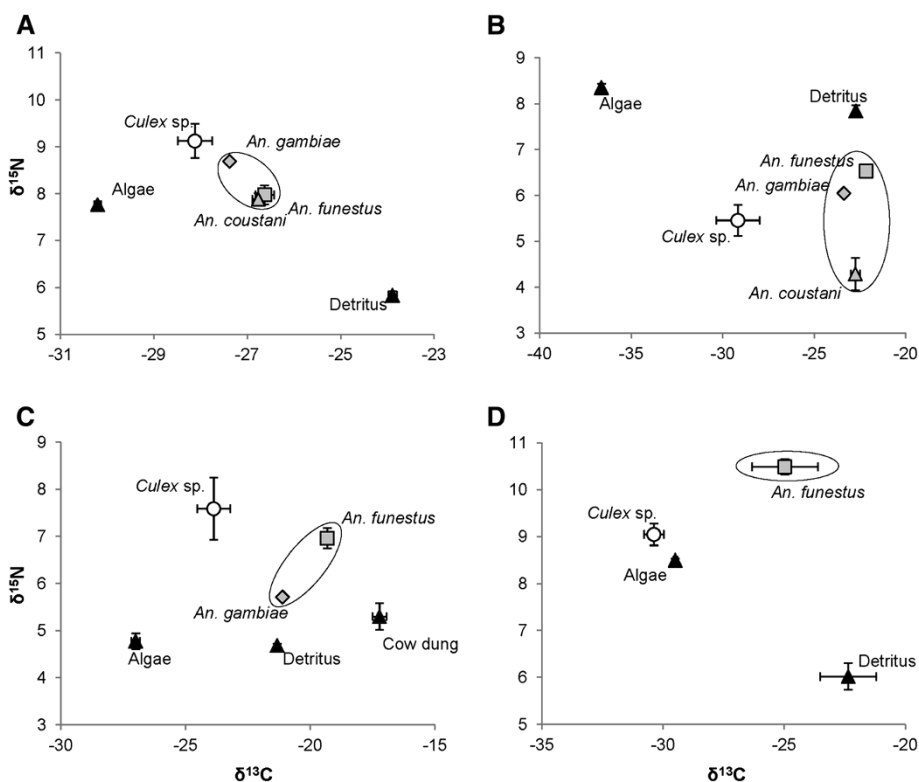 A
11
10
9
8
7
6
5
-31
-29
-27
-25
-23
δ15N
Culex sp.
An. gambiae
Algae
An. funestus
An. coustani
Detritus
B
9
8
7
6
5
4
3
-40
-35
-30
-25
-20
Algae
Detritus
An. funestus
An. gambiae
Culex sp.
An. coustani
C
9
8
7
6
5
4
3
-30
-25
-20
-15
δ15N
δ13C
Culex sp.
An. funestus
An. gambiae
Algae
Detritus
Cow dung
D
11
10
9
8
7
6
5
-35
-30
-25
-20
δ13C
An. funestus
Culex sp.
Algae
Detritus